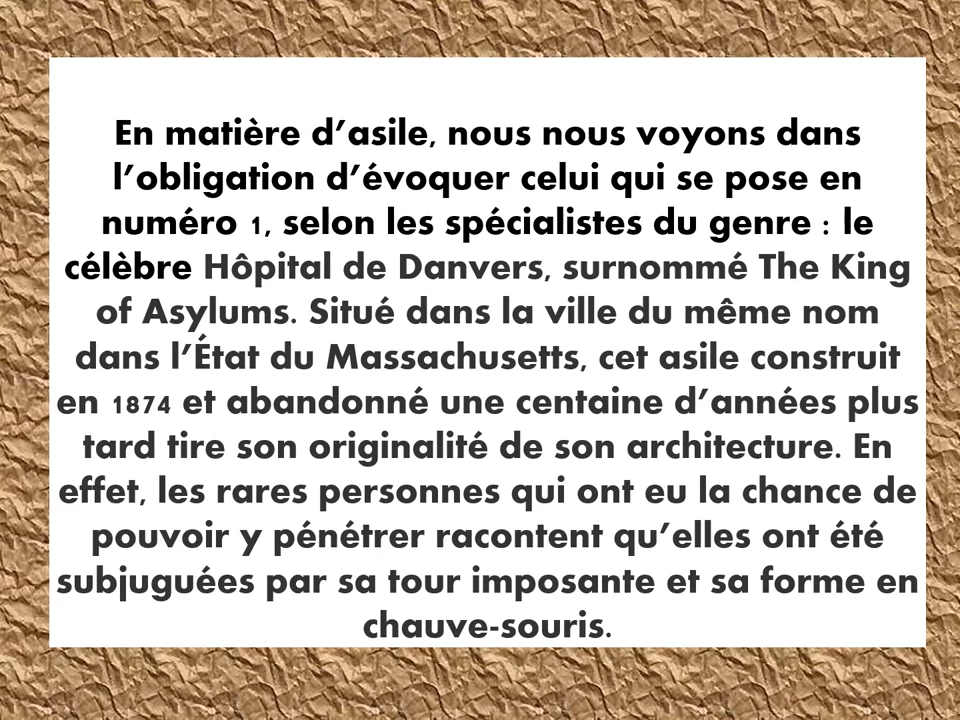 En matière d’asile, nous nous voyons dans
l’obligation d’évoquer celui qui se pose en
numéro 1, selon les spécialistes du genre : le
célèbre Hôpital de Danvers, surnommé The King
of Asylums. Situé dans la ville du même nom
dans l’État du Massachusetts, cet asile construit
en 1874 et abandonné une centaine d’années plus
tard tire son originalité de son architecture. En
effet, les rares personnes qui ont eu la chance de
pouvoir y pénétrer racontent qu’elles ont été
subjuguées par sa tour imposante et sa forme en
chauve-souris.